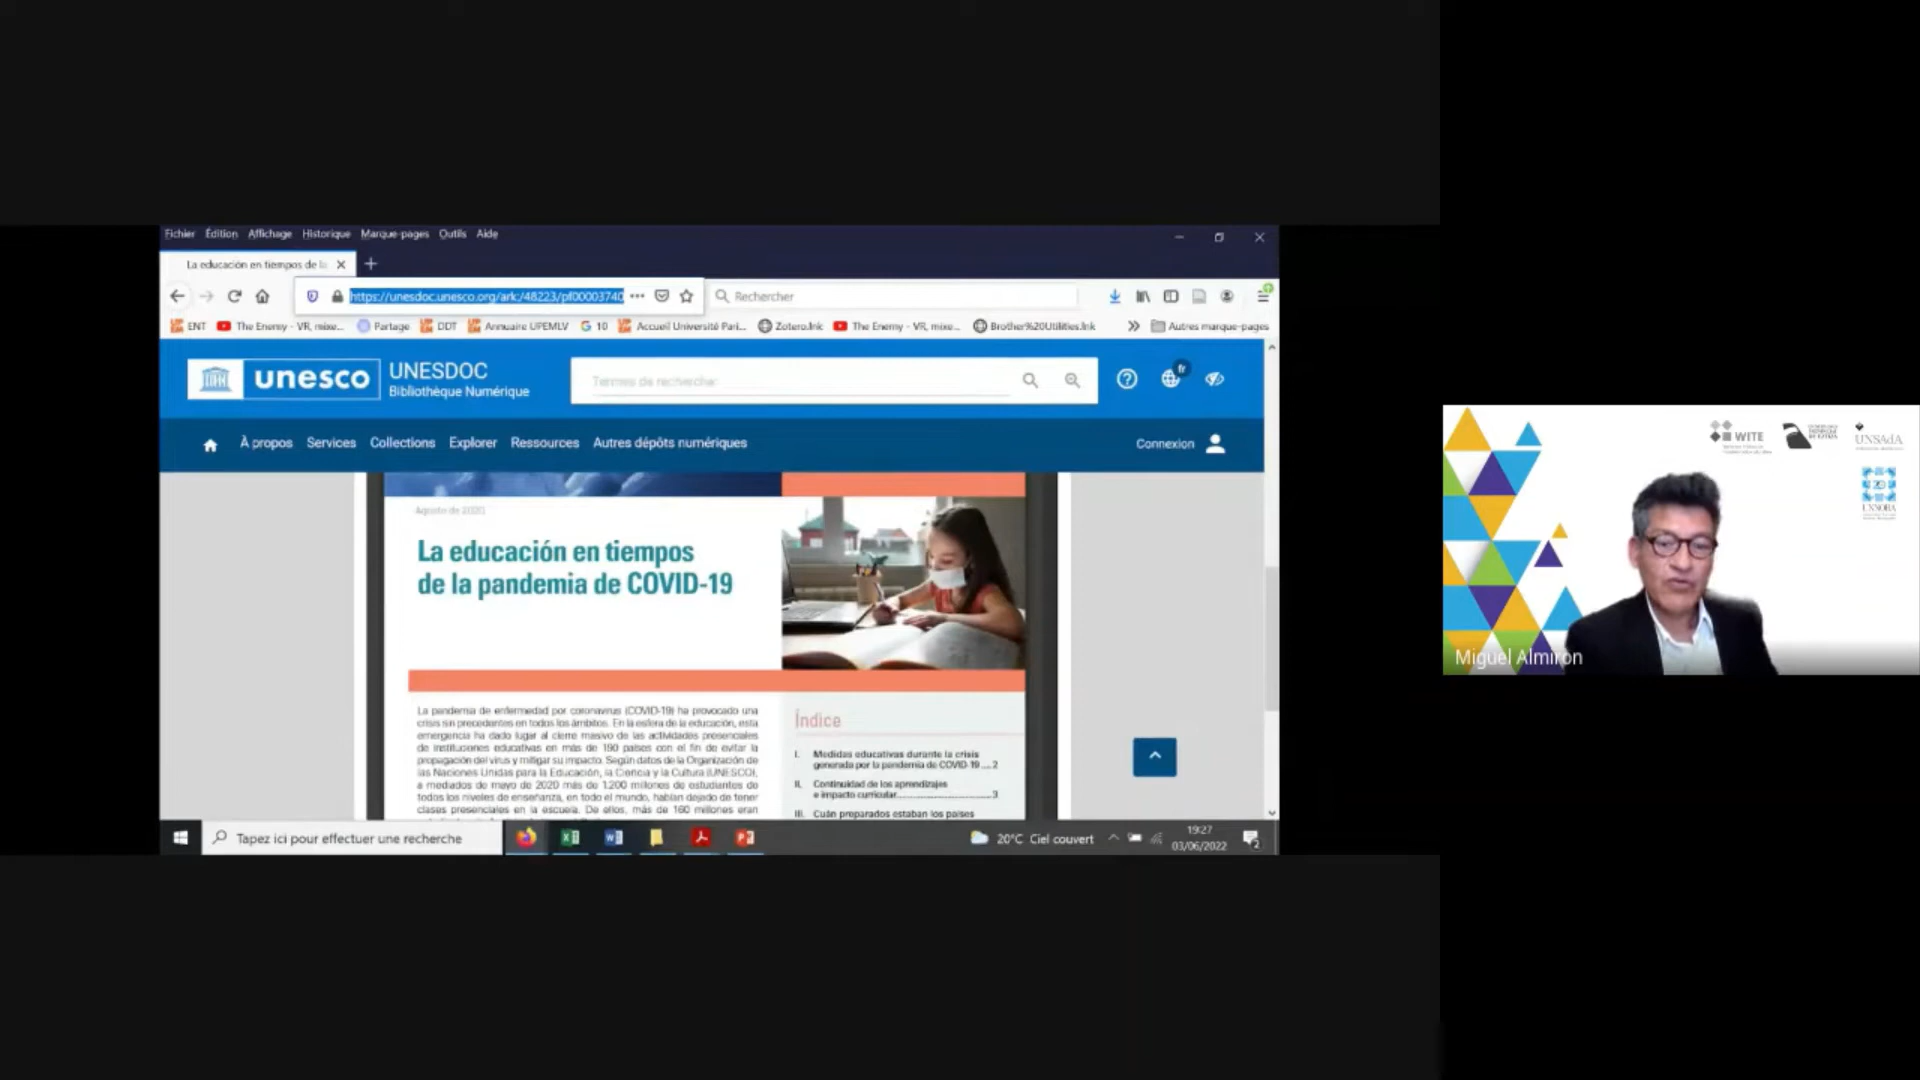 Fichier Édition Affichage Historique Marque-pages Outils Aide
La educación en tiempos de la
https://unesdoc.unesco.org/ark:/48223/pf00003740
Rechercher
ENT The Enemy - VR, mixe... Partage DDT Annuaire UPEMLV 10 Accueil Université Pari... Zotero.lnk The Enemy - VR, mixe... Brother%20Utilities.lnk Autres marque-pages
unesco
UNESDOC
Bibliothèque Numérique
Termes de recherche
fr
À propos Services Collections Explorer Ressources Autres dépôts numériques
Connexion
Agosto de 2020
La educación en tiempos
de la pandemia de COVID-19
La pandemia de enfermedad por coronavirus (COVID-19) ha provocado una
crisis sin precedentes en todos los ámbitos. En la esfera de la educación, esta
emergencia ha dado lugar al cierre masivo de las actividades presenciales
de instituciones educativas en más de 190 países con el fin de evitar la
propagación del virus y mitigar su impacto. Según datos de la Organización de
las Naciones Unidas para la Educación, la Ciencia y la Cultura (UNESCO),
a mediados de mayo de 2020 más de 1.200 millones de estudiantes de
todos los niveles de enseñanza, en todo el mundo, habían dejado de tener
clases presenciales en la escuela. De ellos, más de 160 millones eran
Índice
I. Medidas educativas durante la crisis
generada por la pandemia de COVID-19 ....2
II. Continuidad de los aprendizajes
e impacto curricular.................................3
III. Cuán preparados estaban los países
Tapez ici pour effectuer une recherche
20°C Ciel couvert
19:27
03/06/2022
2
WITE
UNSAdA
20
UNNOBA
Miguel Almiron